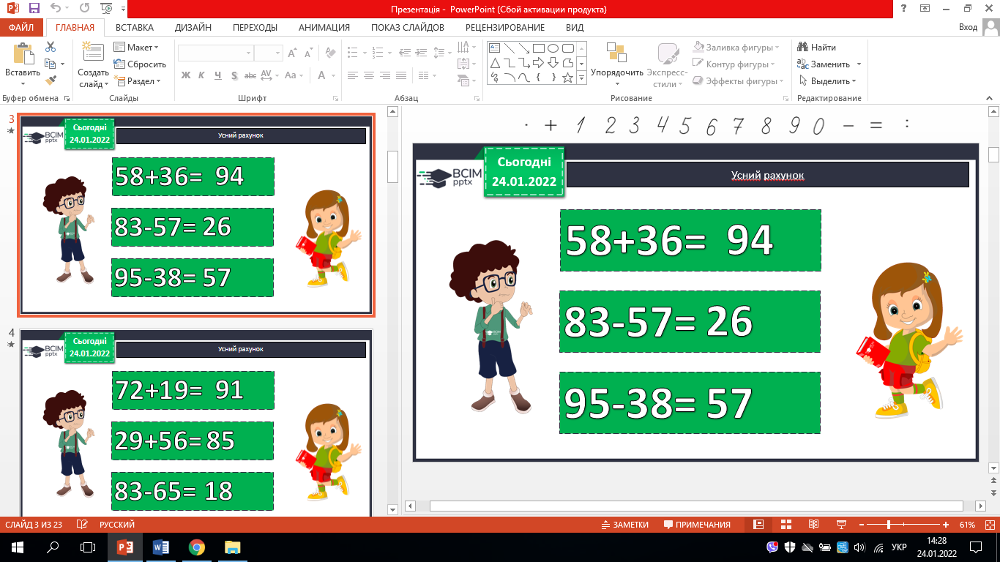 Презентація - PowerPoint (Сбой активации продукта)
ФАЙЛ ГЛАВНАЯ ВСТАВКА ДИЗАЙН ПЕРЕХОДЫ АНИМАЦИЯ ПОКАЗ СЛАЙДОВ РЕЦЕНЗИРОВАНИЕ ВИД Вход
Вставить
Создать слайд
Макет
Сбросить
Раздел
Ж К Ч S abc AV Aa А
Упорядочить
Экспресс-стили
Заливка фигуры
Контур фигуры
Эффекты фигуры
Найти
Заменить
Выделить
Буфер обмена Слайды Шрифт Абзац Рисование Редактирование
3
Сьогодні
24.01.2022
ВСІМ
pptx
Усний рахунок
58+36= 94
83-57= 26
95-38= 57
4
Сьогодні
24.01.2022
ВСІМ
pptx
Усний рахунок
72+19= 91
29+56= 85
83-65= 18
· + 1 2 3 4 5 6 7 8 9 0 – = :
Сьогодні
24.01.2022
ВСІМ
pptx
Усний рахунок
58+36= 94
83-57= 26
95-38= 57
СЛАЙД 3 ИЗ 23 РУССКИЙ ЗАМЕТКИ ПРИМЕЧАНИЯ 61%
УКР
14:28
24.01.2022